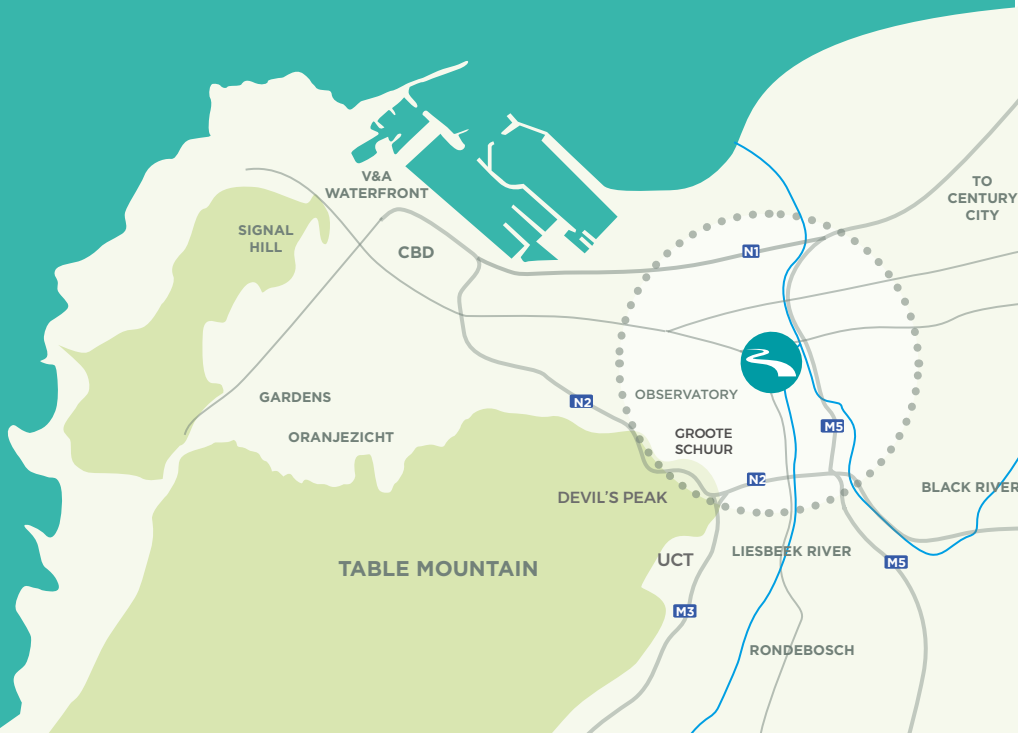 V&A
WATERFRONT
TO
CENTURY
CITY
SIGNAL
HILL
CBD
N1
GARDENS
N2
OBSERVATORY
ORANJEZICHT
GROOTE
SCHUUR
M5
N2
DEVIL'S PEAK
BLACK RIVER
TABLE MOUNTAIN
UCT
LIESBEEK RIVER
M5
M3
RONDEBOSCH